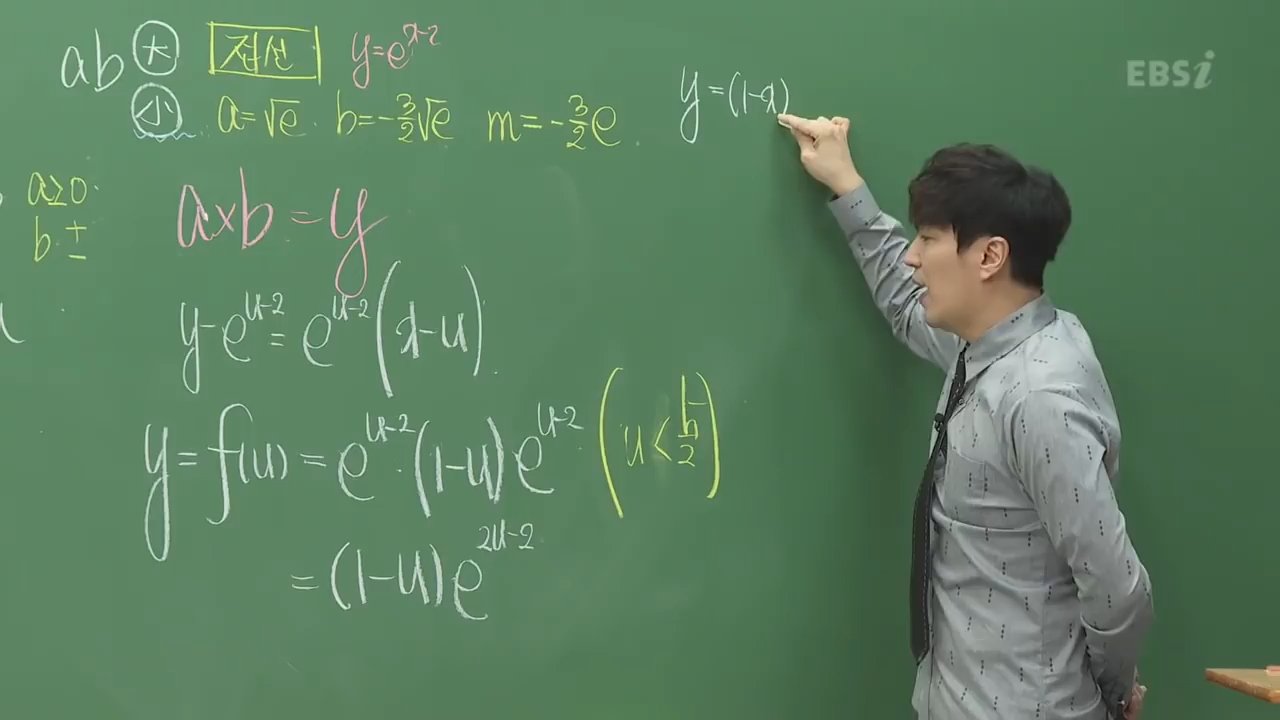 ab 大 접선 y=e^{x-2}
小 a=√e b=-3/2√e m=-3/2e
a≥0
b ±
a×b=y
y-e^{u-2}=e^{u-2}(x-u)
y=f(u)=e^{u-2}·(1-u)e^{u-2}
=(1-u)e^{2u-2}
y=(1-x)
EBSi